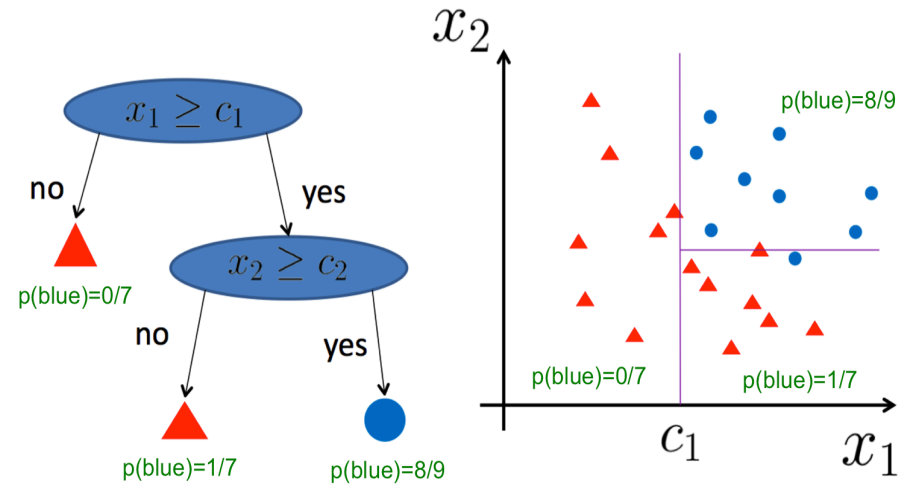 x₁ ≥ c₁
no
yes
p(blue)=0/7
x₂ ≥ c₂
no
yes
p(blue)=1/7
p(blue)=8/9
x₂
p(blue)=8/9
p(blue)=0/7
p(blue)=1/7
c₁
x₁